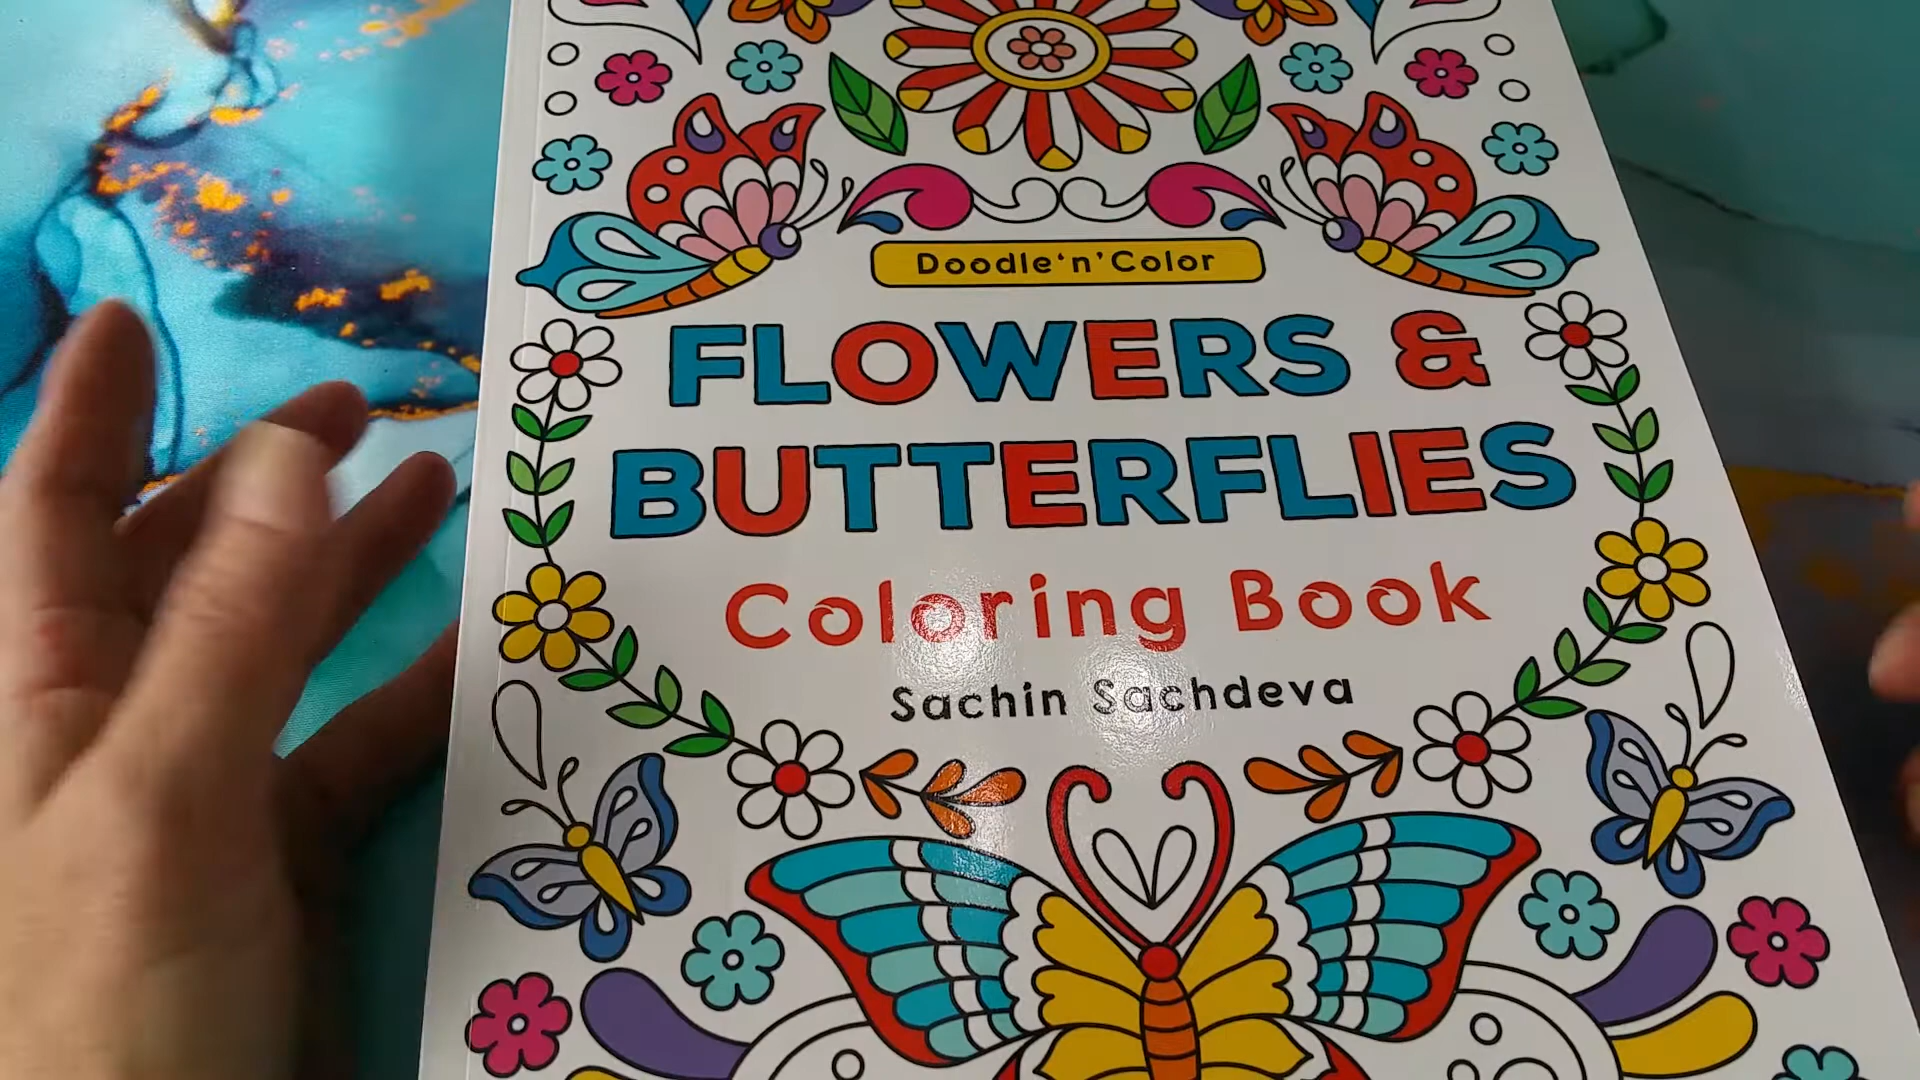 Doodle‘n’Color
FLOWERS &
BUTTERFLIES
Coloring Book
Sachin Sachdeva